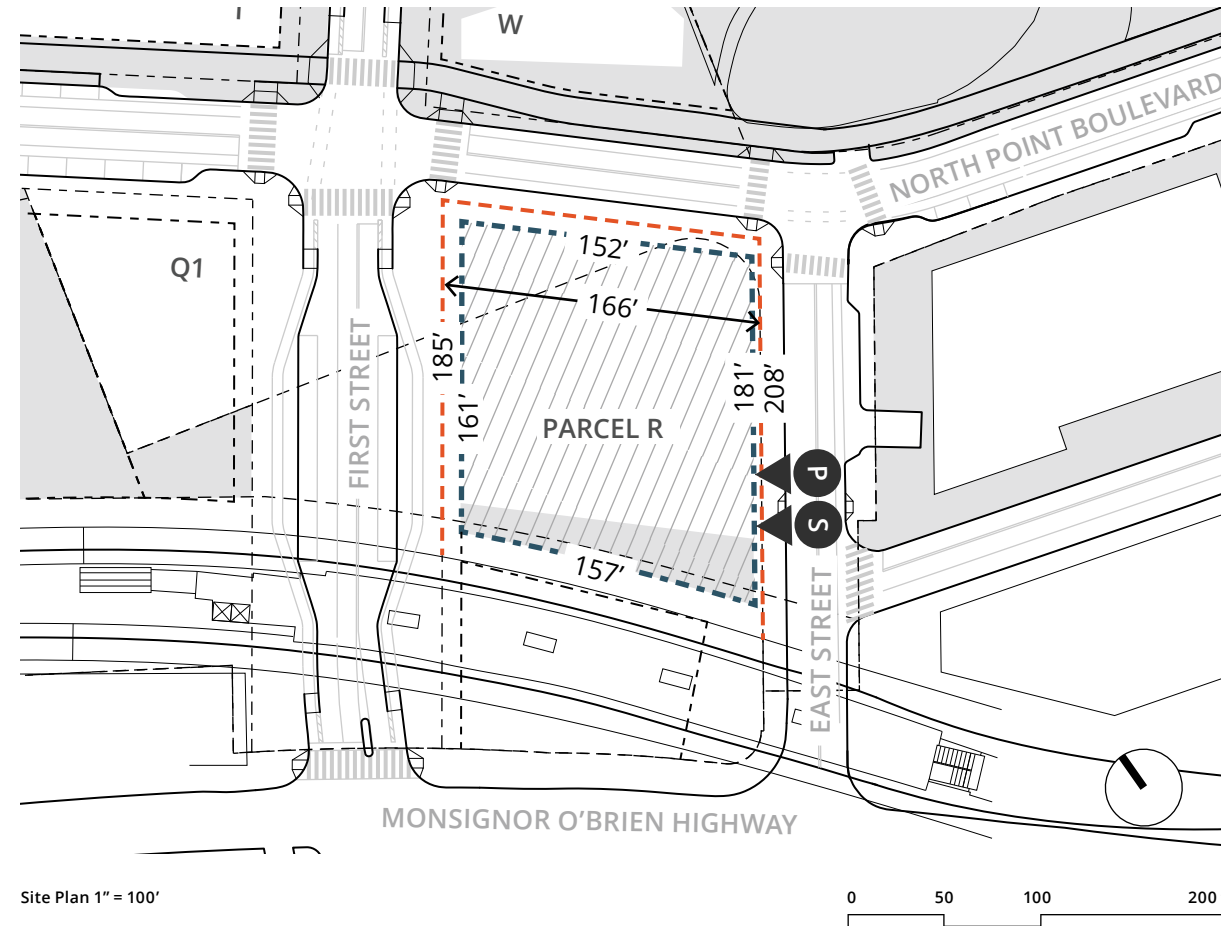 W
NORTH POINT BOULEVARD
Q1
152’
166’
FIRST STREET
185’
161’
181’
208’
PARCEL R
P
S
157’
EAST STREET
MONSIGNOR O’BRIEN HIGHWAY
Site Plan 1” = 100’
0 50 100 200